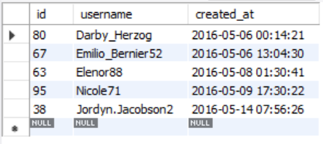 id username created_at
80 Darby_Herzog 2016-05-06 00:14:21
67 Emilio_Bernier52 2016-05-06 13:04:30
63 Elenor88 2016-05-08 01:30:41
95 Nicole71 2016-05-09 17:30:22
38 Jordyn.Jacobson2 2016-05-14 07:56:26
NULL NULL NULL